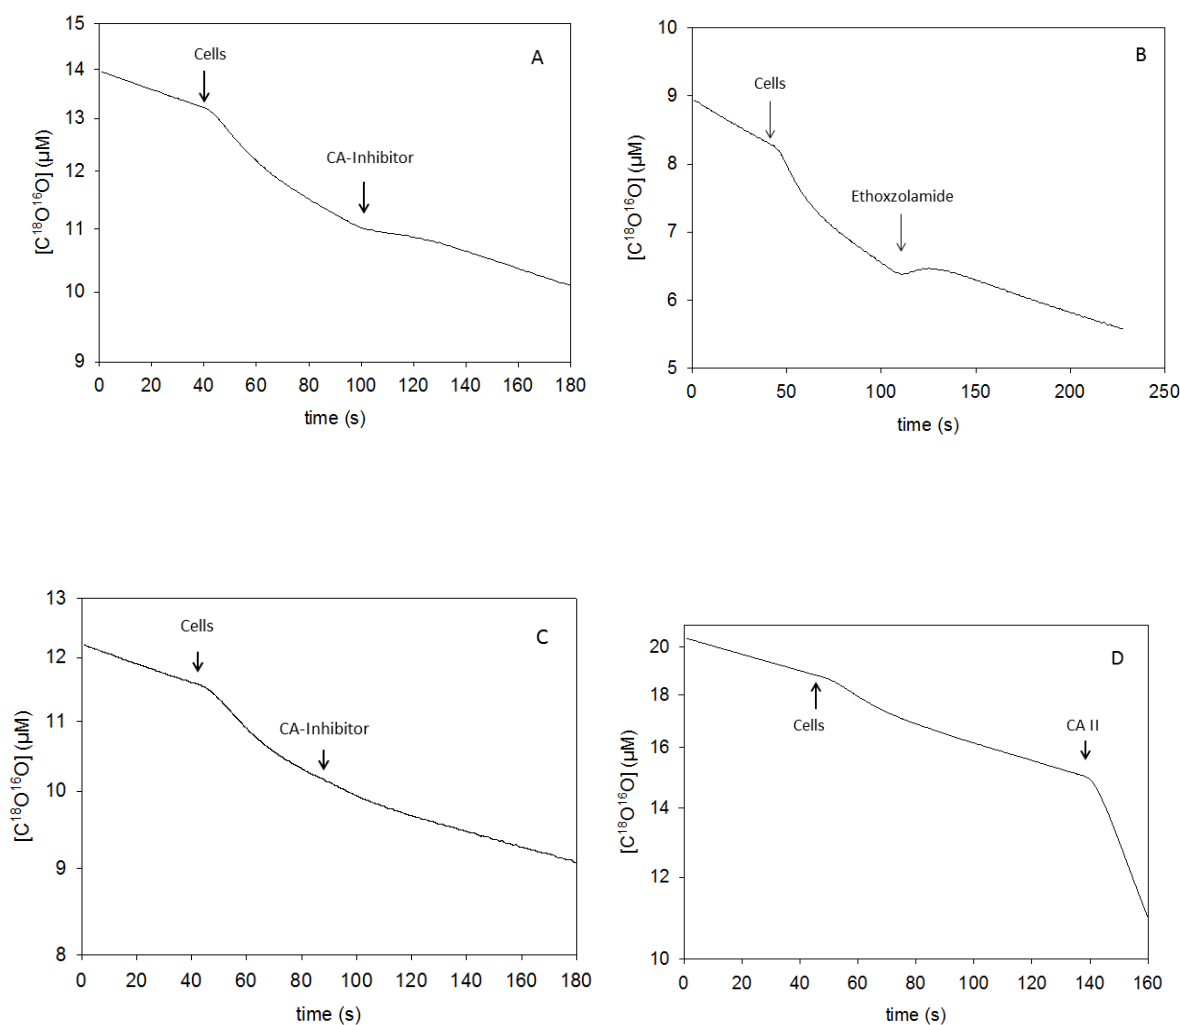 A
Cells
CA-Inhibitor
15
14
13
12
11
10
9
[C¹⁸O¹⁶O] (µM)
0 20 40 60 80 100 120 140 160 180
time (s)
B
Cells
Ethoxzolamide
10
9
8
7
6
5
[C¹⁸O¹⁶O] (µM)
0 50 100 150 200 250
time (s)
C
Cells
CA-Inhibitor
13
12
11
10
9
8
[C¹⁸O¹⁶O] (µM)
0 20 40 60 80 100 120 140 160 180
time (s)
D
Cells
CA II
20
18
16
14
12
10
[C¹⁸O¹⁶O] (µM)
0 20 40 60 80 100 120 140 160
time (s)